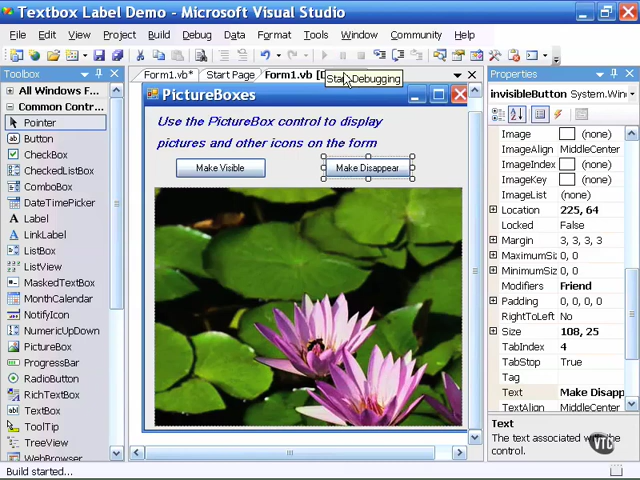 Textbox Label Demo - Microsoft Visual Studio
File Edit View Project Build Debug Data Format Tools Window Community Help
Toolbox
All Windows F...
Common Contr...
Pointer
Button
CheckBox
CheckedListBox
ComboBox
DateTimePicker
Label
LinkLabel
ListBox
ListView
MaskedTextBox
MonthCalendar
NotifyIcon
NumericUpDown
PictureBox
ProgressBar
RadioButton
RichTextBox
TextBox
ToolTip
TreeView
WebBrowser
Form1.vb* Start Page Form1.vb [D
Start Debugging
PictureBoxes
Use the PictureBox control to display
pictures and other icons on the form
Make Visible
Make Disappear
Properties
invisibleButton System.Wind
Image (none)
ImageAlign MiddleCenter
ImageIndex (none)
ImageKey (none)
ImageList (none)
Location 225, 64
Locked False
Margin 3, 3, 3, 3
MaximumSiz 0, 0
MinimumSiz 0, 0
Modifiers Friend
Padding 0, 0, 0, 0
RightToLeft No
Size 108, 25
TabIndex 4
TabStop True
Tag
Text Make Disapp
TextAlign MiddleCenter
Text
The text associated with the
control.
VTC
Build started...